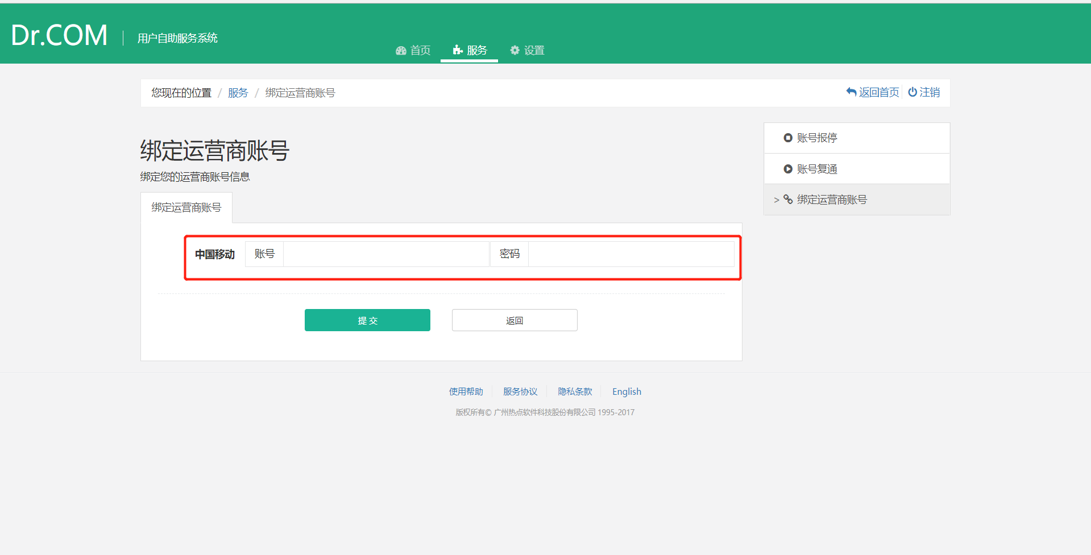 Dr.COM | 用户自助服务系统
首页 服务 设置
您现在的位置 / 服务 / 绑定运营商账号 返回首页 注销
绑定运营商账号
绑定您的运营商账号信息
绑定运营商账号
中国移动 账号 密码
提 交 返回
账号报停
账号复通
> 绑定运营商账号
使用帮助 服务协议 隐私条款 English
版权所有© 广州热点软件科技股份有限公司 1995-2017